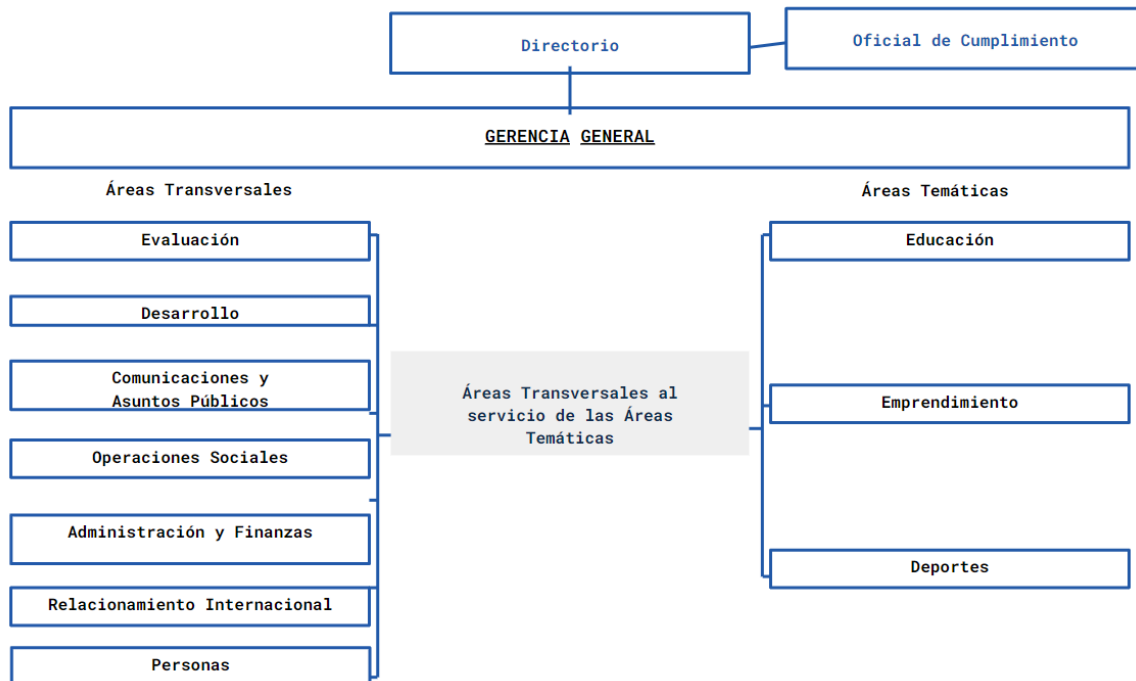 Directorio
Oficial de Cumplimiento
GERENCIA GENERAL
Áreas Transversales
Áreas Temáticas
Evaluación
Desarrollo
Comunicaciones y
Asuntos Públicos
Operaciones Sociales
Administración y Finanzas
Relacionamiento Internacional
Personas
Áreas Transversales al
servicio de las Áreas
Temáticas
Educación
Emprendimiento
Deportes